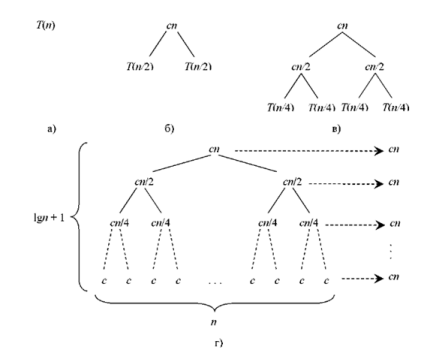 T(n) cn cn
T(n/2) T(n/2) cn/2 cn/2
T(n/4) T(n/4) T(n/4) T(n/4)
а) б) в)
cn cn
cn/2 cn/2 cn
lgn + 1 cn/4 cn/4 cn/4 cn/4 cn
c c c c ... c c c c cn
n
г)